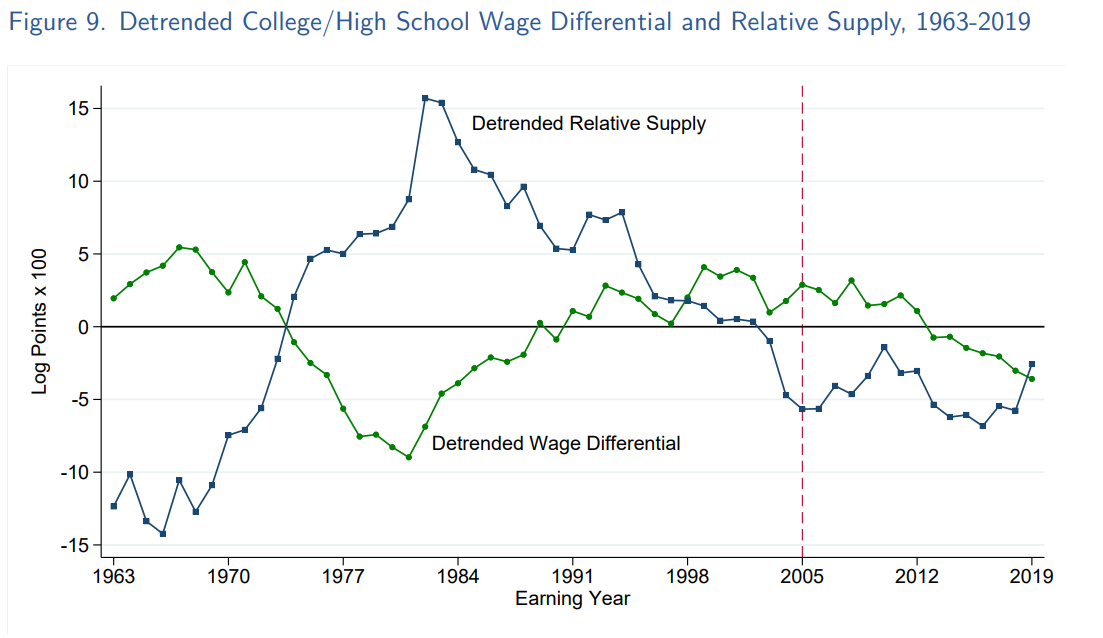 Figure 9. Detrended College/High School Wage Differential and Relative Supply, 1963-2019
15
10
5
0
-5
-10
-15
Log Points x 100
Detrended Relative Supply
Detrended Wage Differential
1963 1970 1977 1984 1991 1998 2005 2012 2019
Earning Year